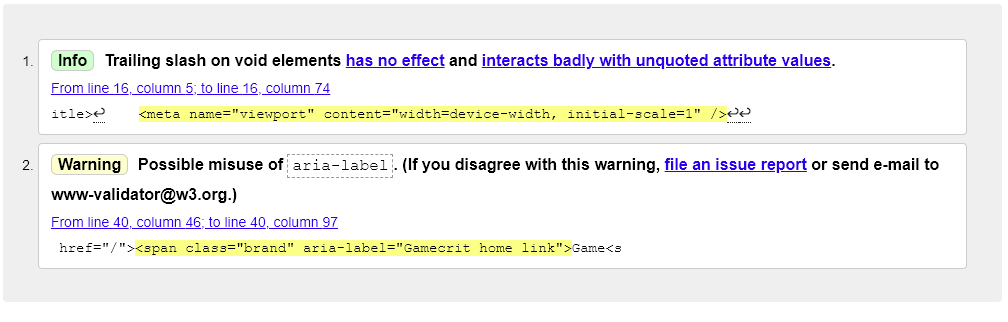 1. Info Trailing slash on void elements has no effect and interacts badly with unquoted attribute values.
From line 16, column 5; to line 16, column 74
itle>↩    <meta name="viewport" content="width=device-width, initial-scale=1" />↩↩
2. Warning Possible misuse of aria-label. (If you disagree with this warning, file an issue report or send e-mail to
www-validator@w3.org.)
From line 40, column 46; to line 40, column 97
href="/"><span class="brand" aria-label="Gamecrit home link">Game<s